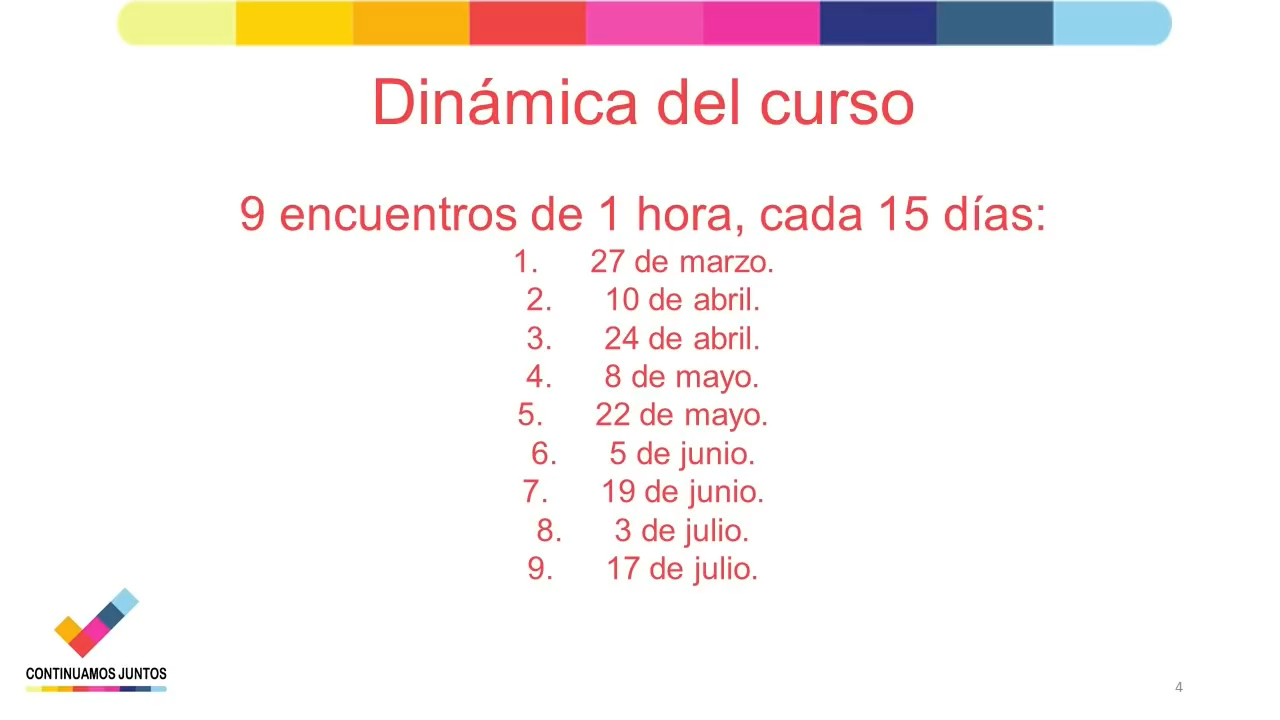 Dinámica del curso
9 encuentros de 1 hora, cada 15 días:
1. 27 de marzo.
2. 10 de abril.
3. 24 de abril.
4. 8 de mayo.
5. 22 de mayo.
6. 5 de junio.
7. 19 de junio.
8. 3 de julio.
9. 17 de julio.
CONTINUAMOS JUNTOS
4